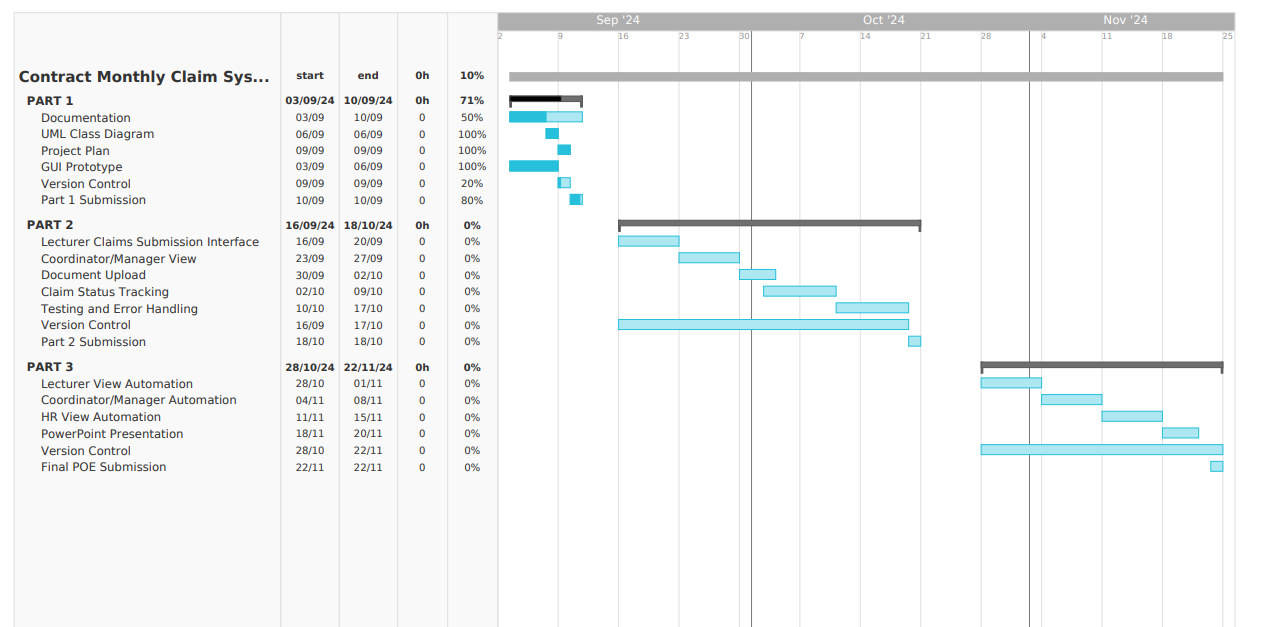 Sep '24 Oct '24 Nov '24
2 9 16 23 30 7 14 21 28 4 11 18 25
Contract Monthly Claim Sys... start end 0h 10%
PART 1 03/09/24 10/09/24 0h 71%
Documentation 03/09 10/09 0 50%
UML Class Diagram 06/09 06/09 0 100%
Project Plan 09/09 09/09 0 100%
GUI Prototype 03/09 06/09 0 100%
Version Control 09/09 09/09 0 20%
Part 1 Submission 10/09 10/09 0 80%
PART 2 16/09/24 18/10/24 0h 0%
Lecturer Claims Submission Interface 16/09 20/09 0 0%
Coordinator/Manager View 23/09 27/09 0 0%
Document Upload 30/09 02/10 0 0%
Claim Status Tracking 02/10 09/10 0 0%
Testing and Error Handling 10/10 17/10 0 0%
Version Control 16/09 17/10 0 0%
Part 2 Submission 18/10 18/10 0 0%
PART 3 28/10/24 22/11/24 0h 0%
Lecturer View Automation 28/10 01/11 0 0%
Coordinator/Manager Automation 04/11 08/11 0 0%
HR View Automation 11/11 15/11 0 0%
PowerPoint Presentation 18/11 20/11 0 0%
Version Control 28/10 22/11 0 0%
Final POE Submission 22/11 22/11 0 0%